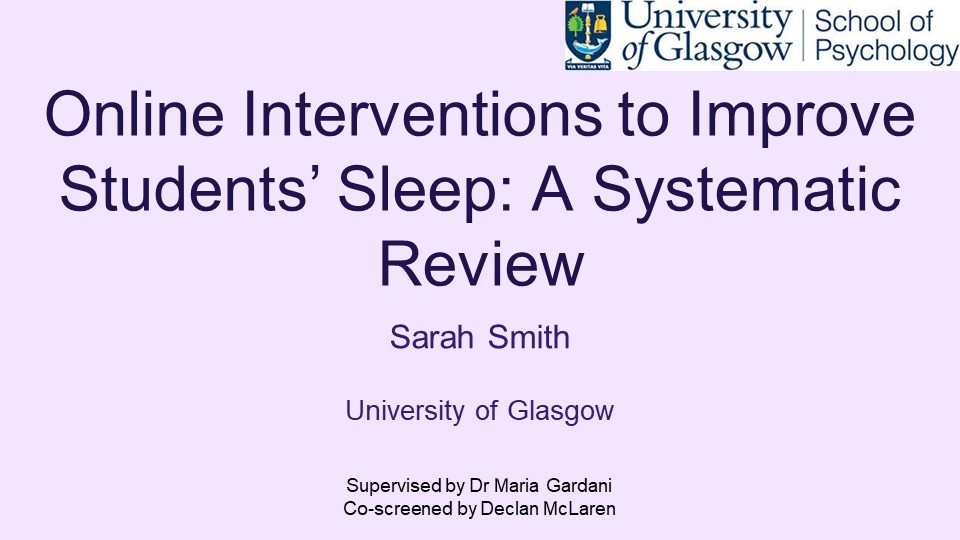 University of Glasgow
School of Psychology
VIA VERITAS VITA
Online Interventions to Improve
Students’ Sleep: A Systematic
Review
Sarah Smith
University of Glasgow
Supervised by Dr Maria Gardani
Co-screened by Declan McLaren